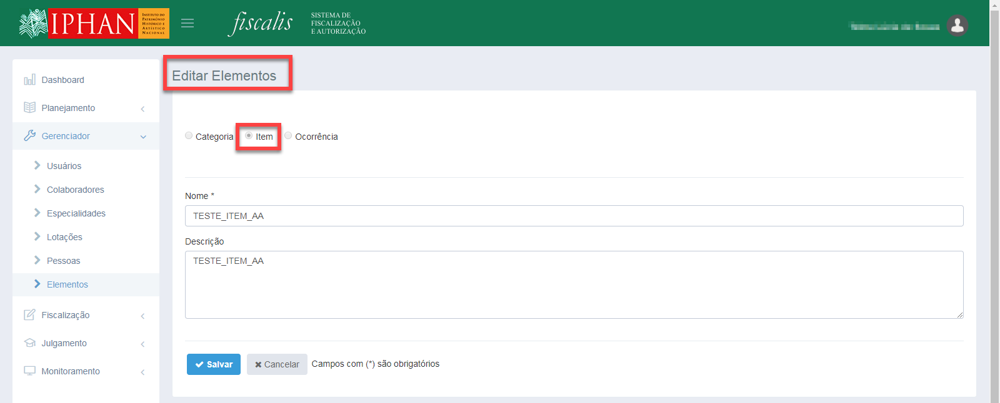 IPHAN
INSTITUTO DO
PATRIMÔNIO
HISTÓRICO E
ARTÍSTICO
NACIONAL
fiscalis
SISTEMA DE
FISCALIZAÇÃO
E AUTORIZAÇÃO
Dashboard
Planejamento
Gerenciador
Usuários
Colaboradores
Especialidades
Lotações
Pessoas
Elementos
Fiscalização
Julgamento
Monitoramento
Editar Elementos
Categoria Item Ocorrência
Nome *
TESTE_ITEM_AA
Descrição
TESTE_ITEM_AA
Salvar Cancelar Campos com (*) são obrigatórios